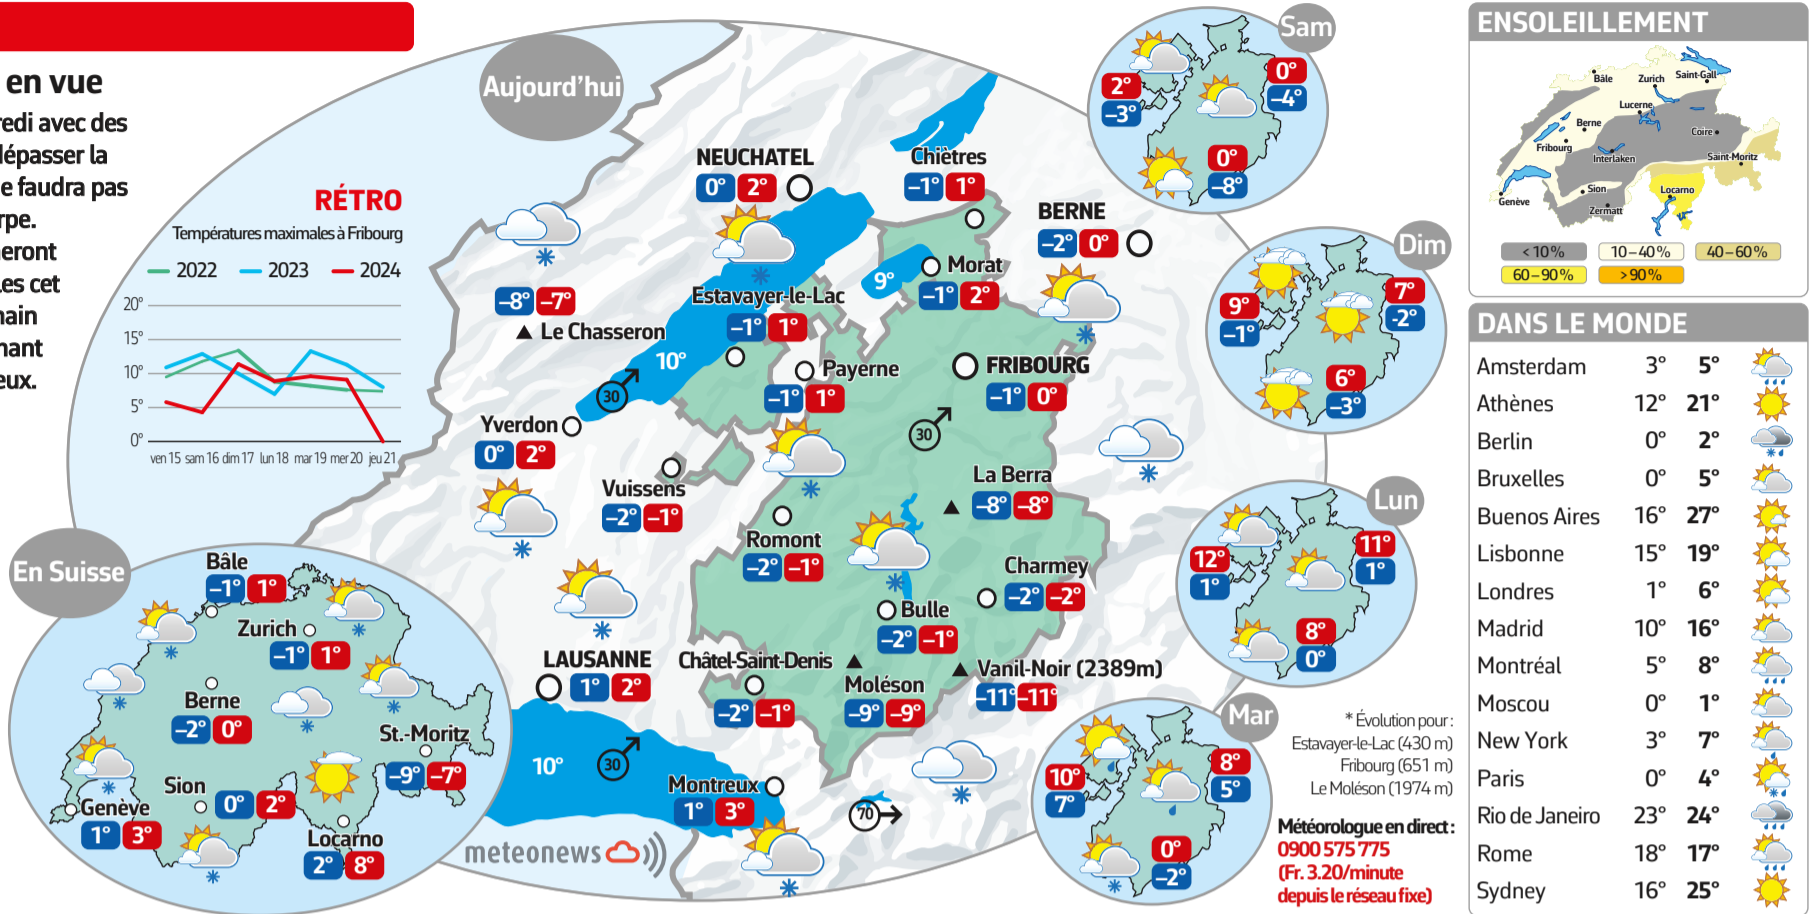 en vue
redi avec des
dépasser la
e faudra pas
rpe.
eront
les cet
nain
nant
eux.
RÉTRO
Températures maximales à Fribourg
2022 2023 2024
20°
15°
10°
5°
0°
ven 15 sam 16 dim 17 lun 18 mar 19 mer 20 jeu 21
Aujourd'hui
NEUCHATEL
0° 2°
Chiètres
–1° 1°
BERNE
–2° 0°
Morat
–1° 2°
9°
–8° –7°
Le Chasseron
Estavayer-le-Lac
–1° 1°
10°
30
Payerne
–1° 1°
FRIBOURG
–1° 0°
30
Yverdon
0° 2°
Vuissens
–2° –1°
La Berra
–8° –8°
Romont
–2° –1°
Charmey
–2° –2°
Bulle
–2° –1°
LAUSANNE
1° 2°
Châtel-Saint-Denis
–2° –1°
Moléson
–9° –9°
Vanil-Noir (2389m)
–11° –11°
10°
30
Montreux
1° 3°
70
meteonews
En Suisse
Bâle
–1° 1°
Zurich
–1° 1°
Berne
–2° 0°
St.-Moritz
–9° –7°
Sion
0° 2°
Genève
1° 3°
Locarno
2° 8°
Sam
2°
–3°
0°
–4°
0°
–8°
Dim
9°
–1°
7°
-2°
6°
–3°
Lun
12°
1°
11°
1°
8°
0°
Mar
10°
7°
8°
5°
0°
–2°
* Évolution pour :
Estavayer-le-Lac (430 m)
Fribourg (651 m)
Le Moléson (1974 m)
Météorologue en direct :
0900 575 775
(Fr. 3.20/minute
depuis le réseau fixe)
ENSOLEILLEMENT
Bâle
Zurich
Saint-Gall
Lucerne
Berne
Coire
Fribourg
Interlaken
Saint-Moritz
Sion
Locarno
Genève
Zermatt
< 10 % 10 – 40 % 40 – 60 %
60 – 90 % > 90 %
DANS LE MONDE
Amsterdam 3° 5°
Athènes 12° 21°
Berlin 0° 2°
Bruxelles 0° 5°
Buenos Aires 16° 27°
Lisbonne 15° 19°
Londres 1° 6°
Madrid 10° 16°
Montréal 5° 8°
Moscou 0° 1°
New York 3° 7°
Paris 0° 4°
Rio de Janeiro 23° 24°
Rome 18° 17°
Sydney 16° 25°